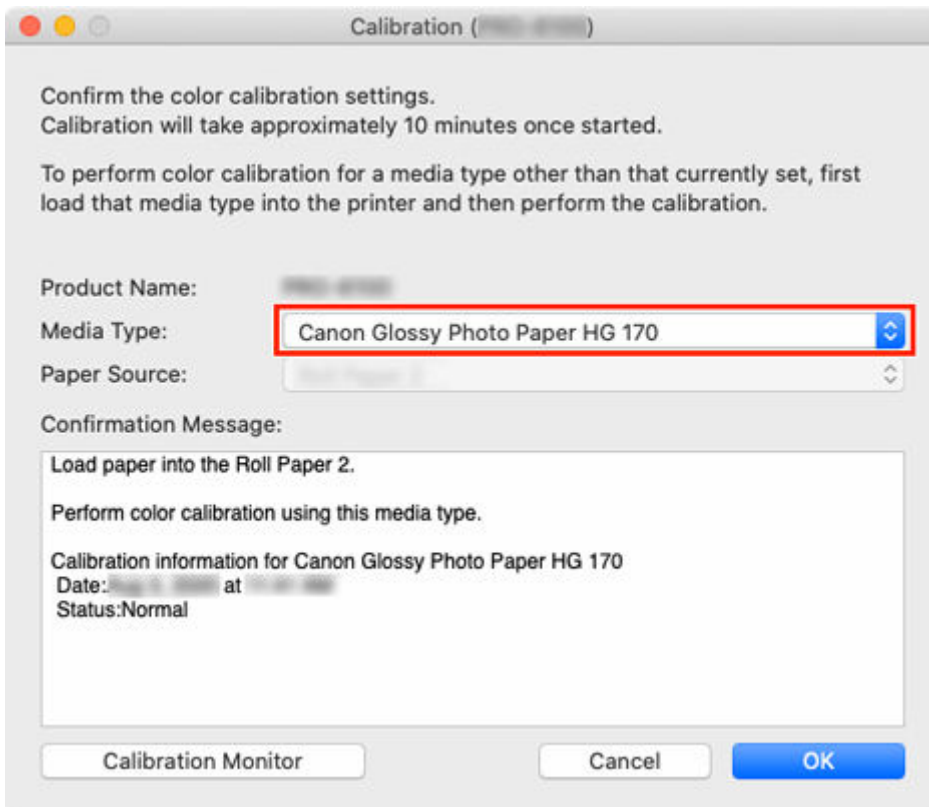 Calibration ( )
Confirm the color calibration settings.
Calibration will take approximately 10 minutes once started.
To perform color calibration for a media type other than that currently set, first
load that media type into the printer and then perform the calibration.
Product Name:
Media Type: Canon Glossy Photo Paper HG 170
Paper Source:
Confirmation Message:
Load paper into the Roll Paper 2.
Perform color calibration using this media type.
Calibration information for Canon Glossy Photo Paper HG 170
Date: at
Status:Normal
Calibration Monitor Cancel OK